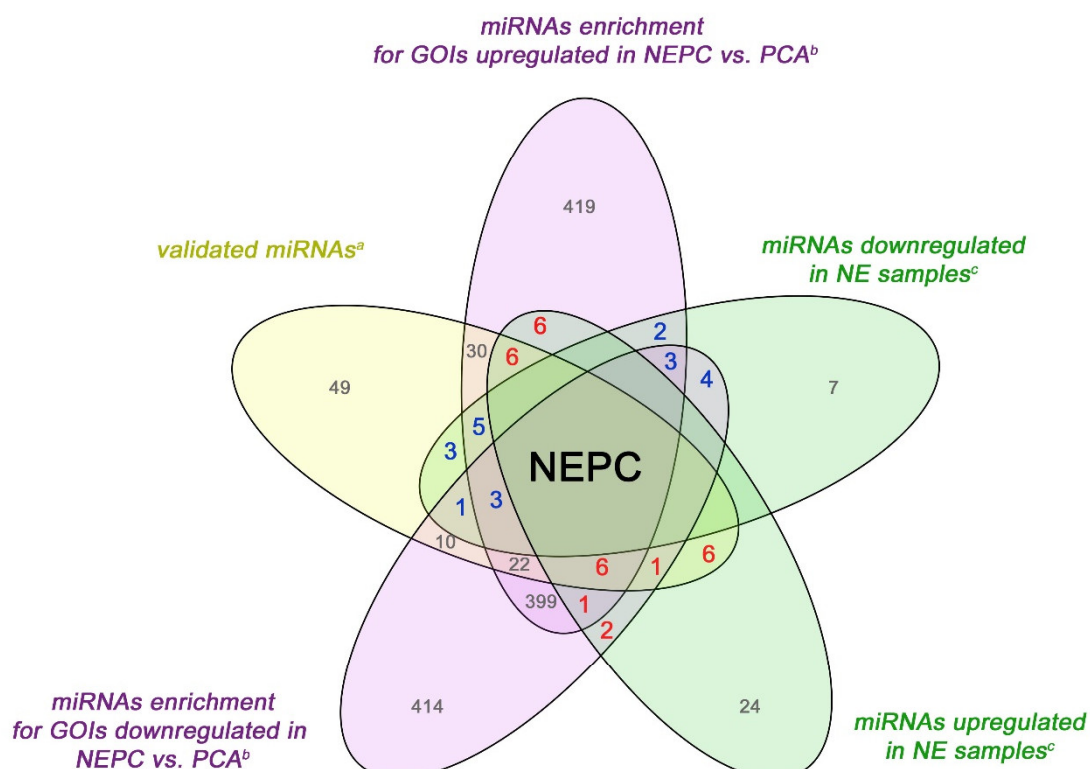 miRNAs enrichment
for GOIs upregulated in NEPC vs. PCAᵇ
419
validated miRNAsᵃ
miRNAs downregulated
in NE samplesᶜ
6
2
30
6
3
4
49
7
5
3
NEPC
1
3
10
22
6
1
6
399
1
2
414
24
miRNAs enrichment
for GOIs downregulated in
NEPC vs. PCAᵇ
miRNAs upregulated
in NE samplesᶜ